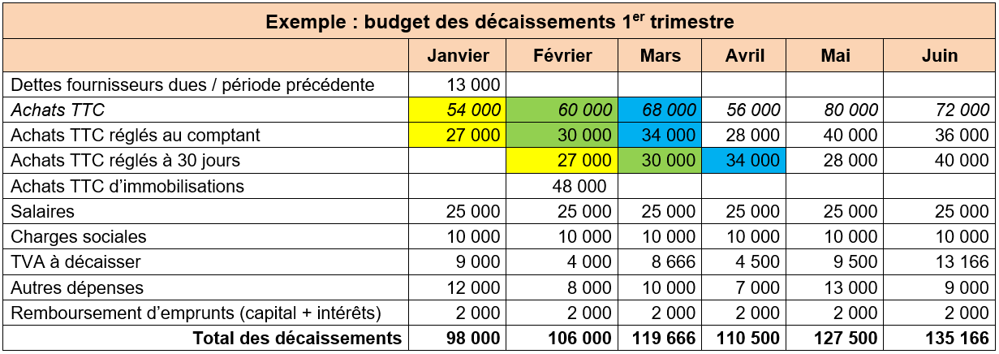 Exemple : budget des décaissements 1er trimestre
Janvier Février Mars Avril Mai Juin
Dettes fournisseurs dues / période précédente 13 000
Achats TTC 54 000 60 000 68 000 56 000 80 000 72 000
Achats TTC réglés au comptant 27 000 30 000 34 000 28 000 40 000 36 000
Achats TTC réglés à 30 jours 27 000 30 000 34 000 28 000 40 000
Achats TTC d’immobilisations 48 000
Salaires 25 000 25 000 25 000 25 000 25 000 25 000
Charges sociales 10 000 10 000 10 000 10 000 10 000 10 000
TVA à décaisser 9 000 4 000 8 666 4 500 9 500 13 166
Autres dépenses 12 000 8 000 10 000 7 000 13 000 9 000
Remboursement d’emprunts (capital + intérêts) 2 000 2 000 2 000 2 000 2 000 2 000
Total des décaissements 98 000 106 000 119 666 110 500 127 500 135 166